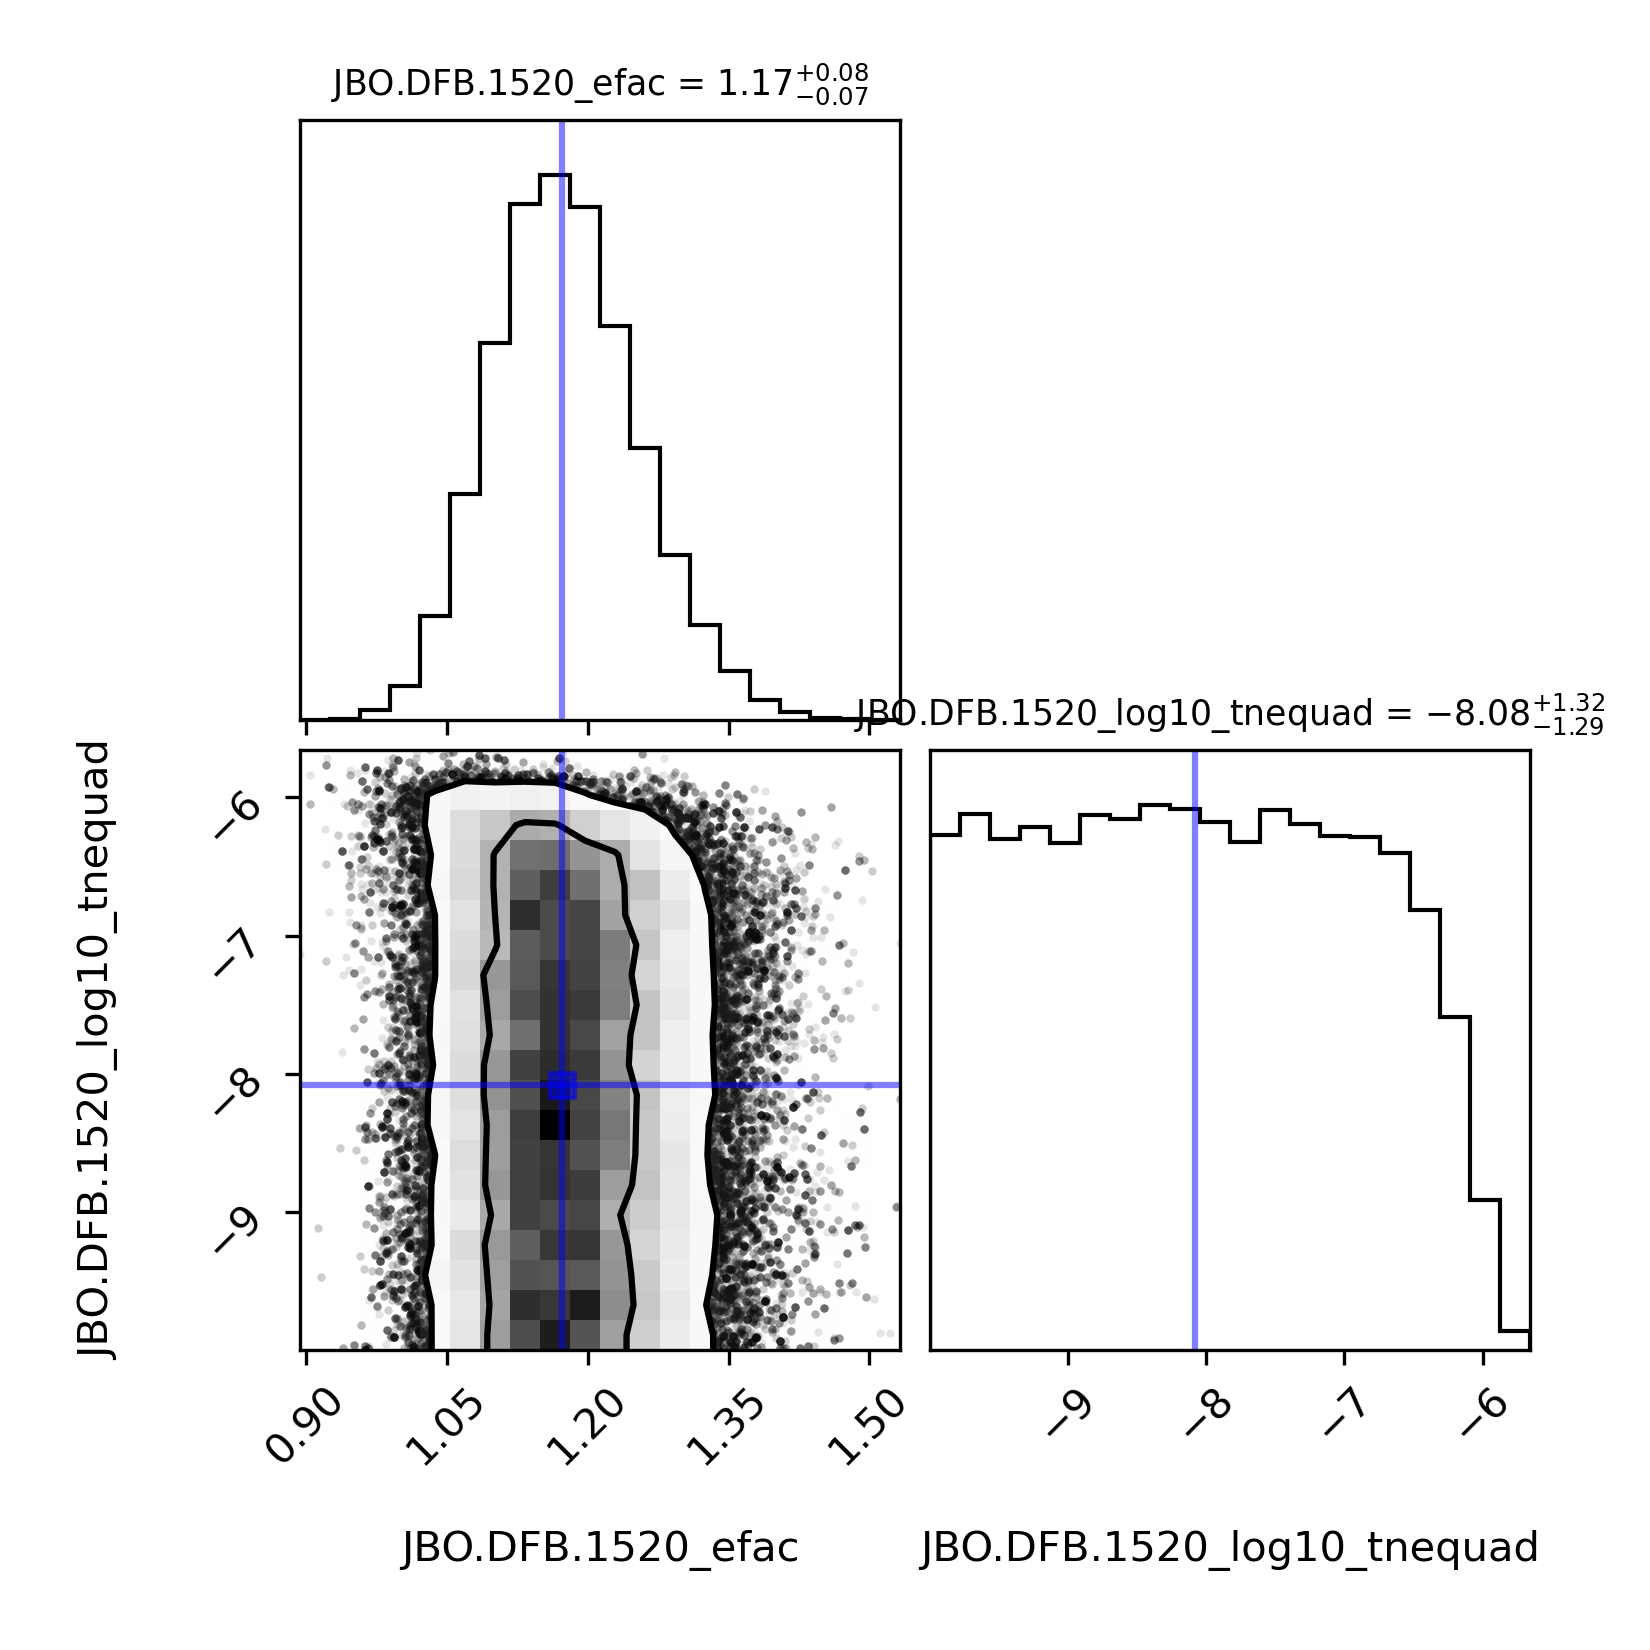 JBO.DFB.1520_efac = 1.17+0.08 −0.07
JBO.DFB.1520_log10_tnequad = −8.08+1.32 −1.29
JBO.DFB.1520_log10_tnequad
−6
−7
−8
−9
0.90 1.05 1.20 1.35 1.50
−9 −8 −7 −6
JBO.DFB.1520_efac
JBO.DFB.1520_log10_tnequad